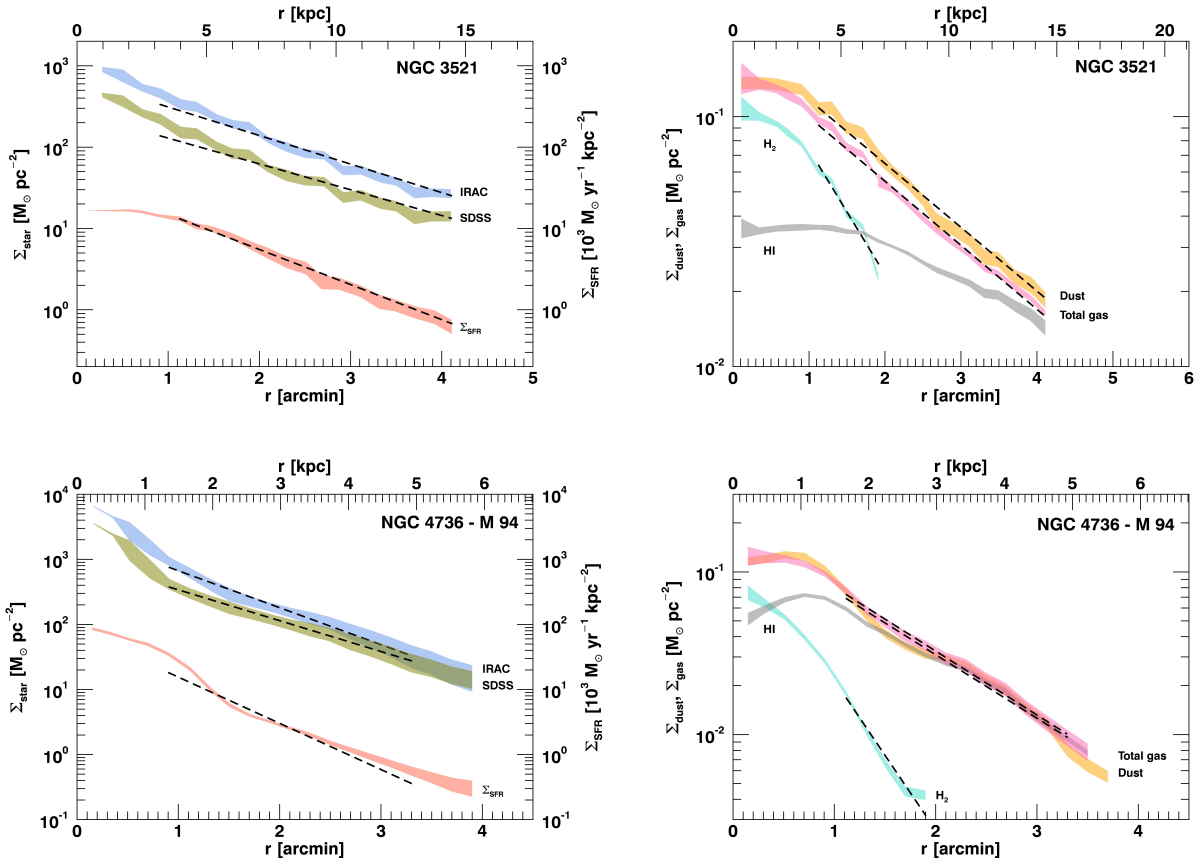 r [kpc]
0 5 10 15
NGC 3521
10³ 10² 10¹ 10⁰
Σstar [M⊙ pc⁻²]
IRAC
SDSS
ΣSFR
10³ 10² 10¹ 10⁰
ΣSFR [10³ M⊙ yr⁻¹ kpc⁻²]
0 1 2 3 4 5
r [arcmin]
r [kpc]
0 5 10 15 20
NGC 3521
10⁻¹ 10⁻²
Σdust, Σgas [M⊙ pc⁻²]
H₂
HI
Dust
Total gas
0 1 2 3 4 5 6
r [arcmin]
r [kpc]
0 1 2 3 4 5 6
NGC 4736 - M 94
10⁴ 10³ 10² 10¹ 10⁰ 10⁻¹
Σstar [M⊙ pc⁻²]
IRAC
SDSS
ΣSFR
10⁴ 10³ 10² 10¹ 10⁰ 10⁻¹
ΣSFR [10³ M⊙ yr⁻¹ kpc⁻²]
0 1 2 3 4
r [arcmin]
r [kpc]
0 1 2 3 4 5 6
NGC 4736 - M 94
10⁻¹ 10⁻²
Σdust, Σgas [M⊙ pc⁻²]
HI
Total gas
Dust
H₂
0 1 2 3 4
r [arcmin]